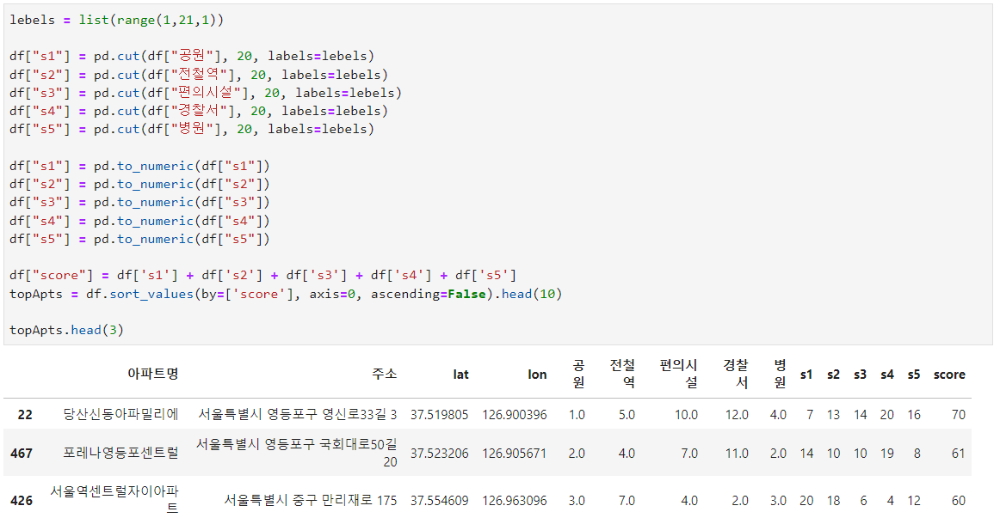 lebels = list(range(1,21,1))
df["s1"] = pd.cut(df["공원"], 20, labels=lebels)
df["s2"] = pd.cut(df["전철역"], 20, labels=lebels)
df["s3"] = pd.cut(df["편의시설"], 20, labels=lebels)
df["s4"] = pd.cut(df["경찰서"], 20, labels=lebels)
df["s5"] = pd.cut(df["병원"], 20, labels=lebels)
df["s1"] = pd.to_numeric(df["s1"])
df["s2"] = pd.to_numeric(df["s2"])
df["s3"] = pd.to_numeric(df["s3"])
df["s4"] = pd.to_numeric(df["s4"])
df["s5"] = pd.to_numeric(df["s5"])
df["score"] = df['s1'] + df['s2'] + df['s3'] + df['s4'] + df['s5']
topApts = df.sort_values(by=['score'], axis=0, ascending=False).head(10)
topApts.head(3)
아파트명 주소 lat lon 공 전철 편의시 경찰 병 s1 s2 s3 s4 s5 score
원 역 설 서 원
22 당산신동아파밀리에 서울특별시 영등포구 영신로33길 3 37.519805 126.900396 1.0 5.0 10.0 12.0 4.0 7 13 14 20 16 70
467 포레나영등포센트럴 서울특별시 영등포구 국회대로50길 37.523206 126.905671 2.0 4.0 7.0 11.0 2.0 14 10 10 19 8 61
20
426 서울역센트럴자이아파 서울특별시 중구 만리재로 175 37.554609 126.963096 3.0 7.0 4.0 2.0 3.0 20 18 6 4 12 60
트